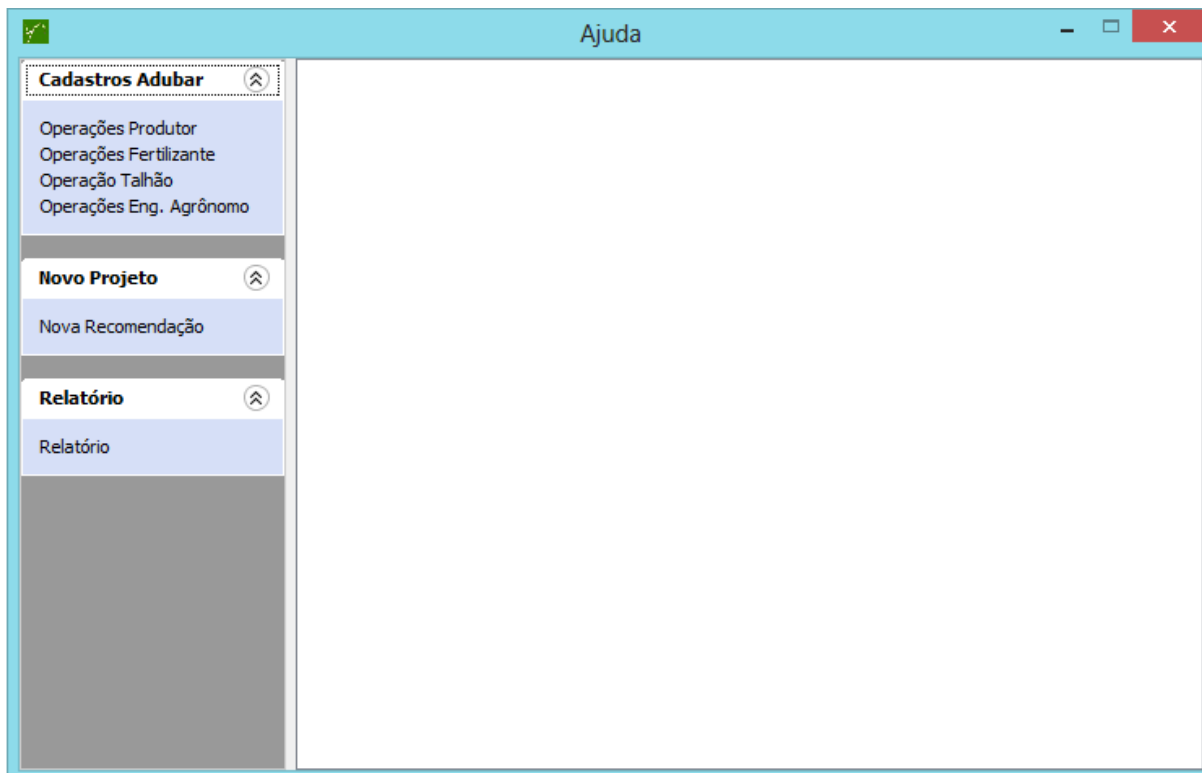 Ajuda
Cadastros Adubar
Operações Produtor
Operações Fertilizante
Operação Talhão
Operações Eng. Agrônomo
Novo Projeto
Nova Recomendação
Relatório
Relatório